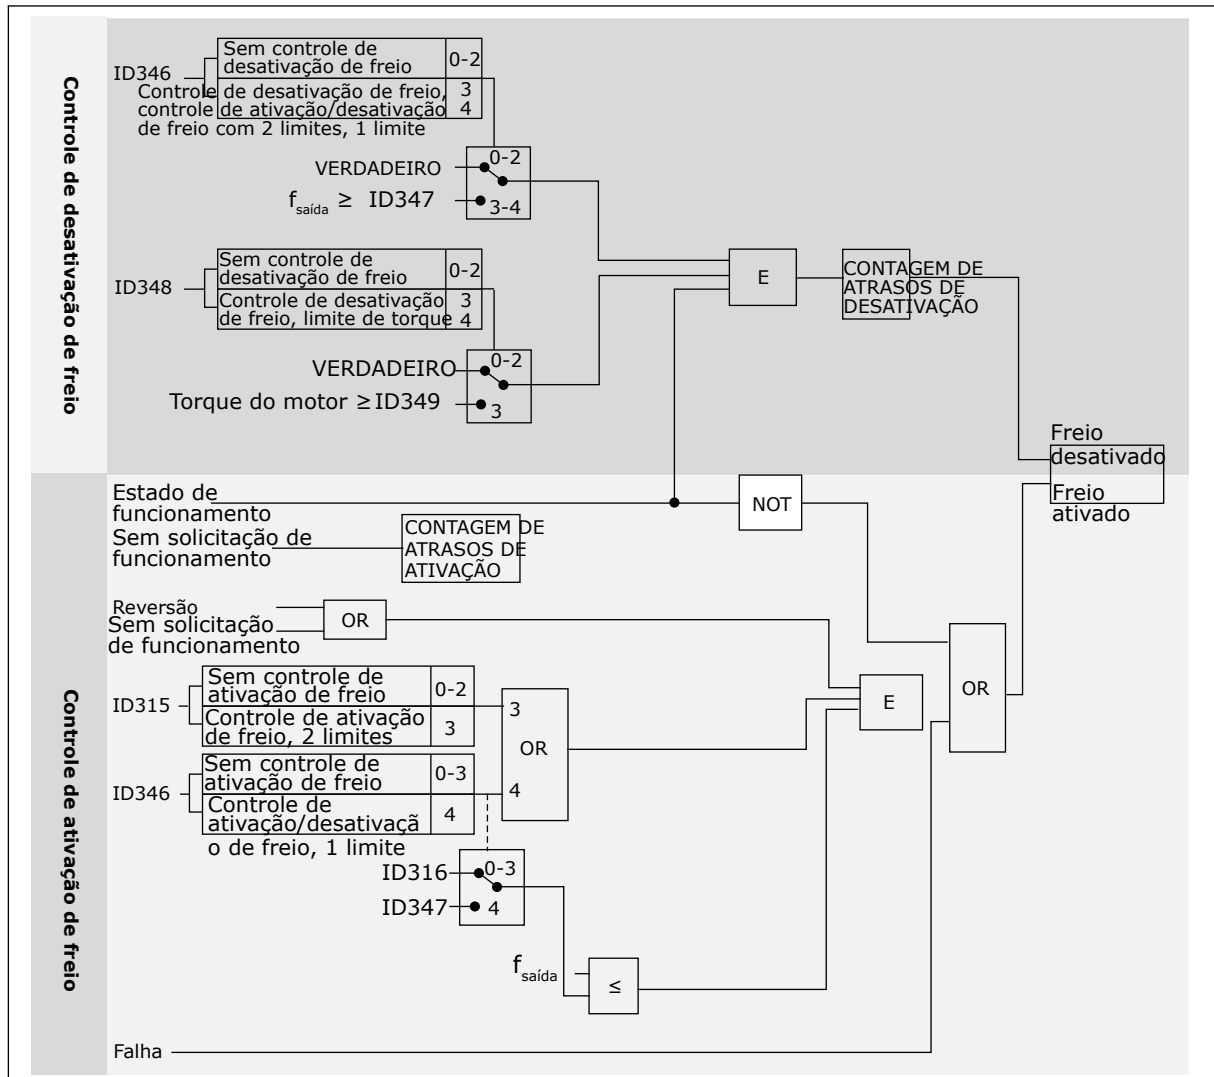 Controle de desativação de freio
ID346
Sem controle de
desativação de freio
0-2
Controle de desativação de freio,
controle de ativação/desativação
de freio com 2 limites, 1 limite
3
4
VERDADEIRO
0-2
fsaída ≥ ID347
3-4
ID348
Sem controle de
desativação de freio
0-2
Controle de desativação
de freio, limite de torque
3
4
VERDADEIRO
0-2
Torque do motor ≥ ID349
3
E
CONTAGEM DE
ATRASOS DE
DESATIVAÇÃO
Freio
desativado
Freio
ativado
Controle de ativação de freio
Estado de
funcionamento
NOT
Sem solicitação de
funcionamento
CONTAGEM DE
ATRASOS DE
ATIVAÇÃO
Reversão
Sem solicitação
de funcionamento
OR
ID315
Sem controle de
ativação de freio
0-2
Controle de ativação
de freio, 2 limites
3
3
OR
4
ID346
Sem controle de
ativação de freio
0-3
Controle de
ativação/desativaçã
o de freio, 1 limite
4
E
OR
ID316
0-3
ID347
4
fsaída
≤
Falha